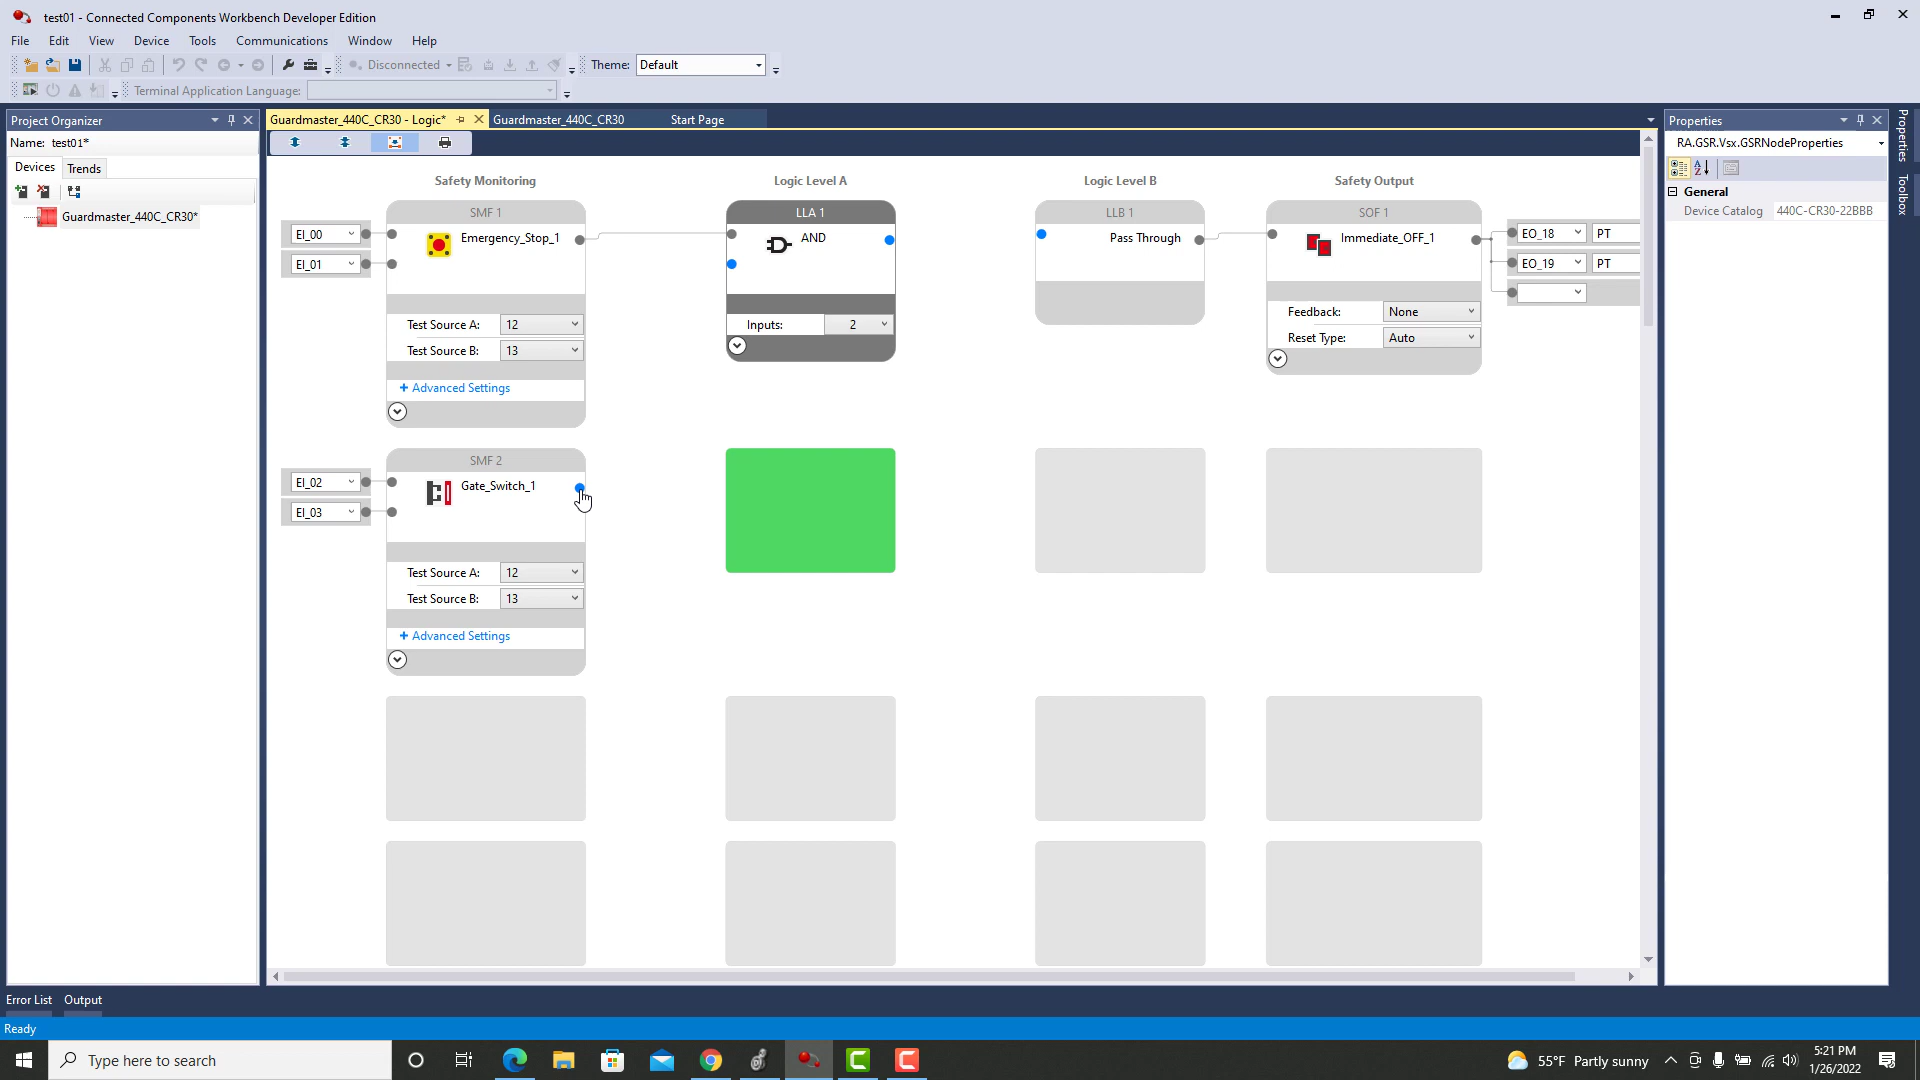 test01 - Connected Components Workbench Developer Edition
File Edit View Device Tools Communications Window Help
Disconnected Theme: Default
Terminal Application Language:
Project Organizer
Name: test01*
Devices Trends
Guardmaster_440C_CR30*
Guardmaster_440C_CR30 - Logic* Guardmaster_440C_CR30 Start Page
Safety Monitoring Logic Level A Logic Level B Safety Output
SMF 1 LLA 1 LLB 1 SOF 1
EI_00 Emergency_Stop_1 AND Pass Through Immediate_OFF_1 EO_18 PT
EI_01 EO_19 PT
Test Source A: 12 Inputs: 2 Feedback: None
Test Source B: 13 Reset Type: Auto
+ Advanced Settings
SMF 2
EI_02 Gate_Switch_1
EI_03
Test Source A: 12
Test Source B: 13
+ Advanced Settings
Properties
RA.GSR.Vsx.GSRNodeProperties
General
Device Catalog 440C-CR30-22BBB
Properties
Toolbox
Error List Output
Ready
Type here to search
55°F Partly sunny
5:21 PM
1/26/2022